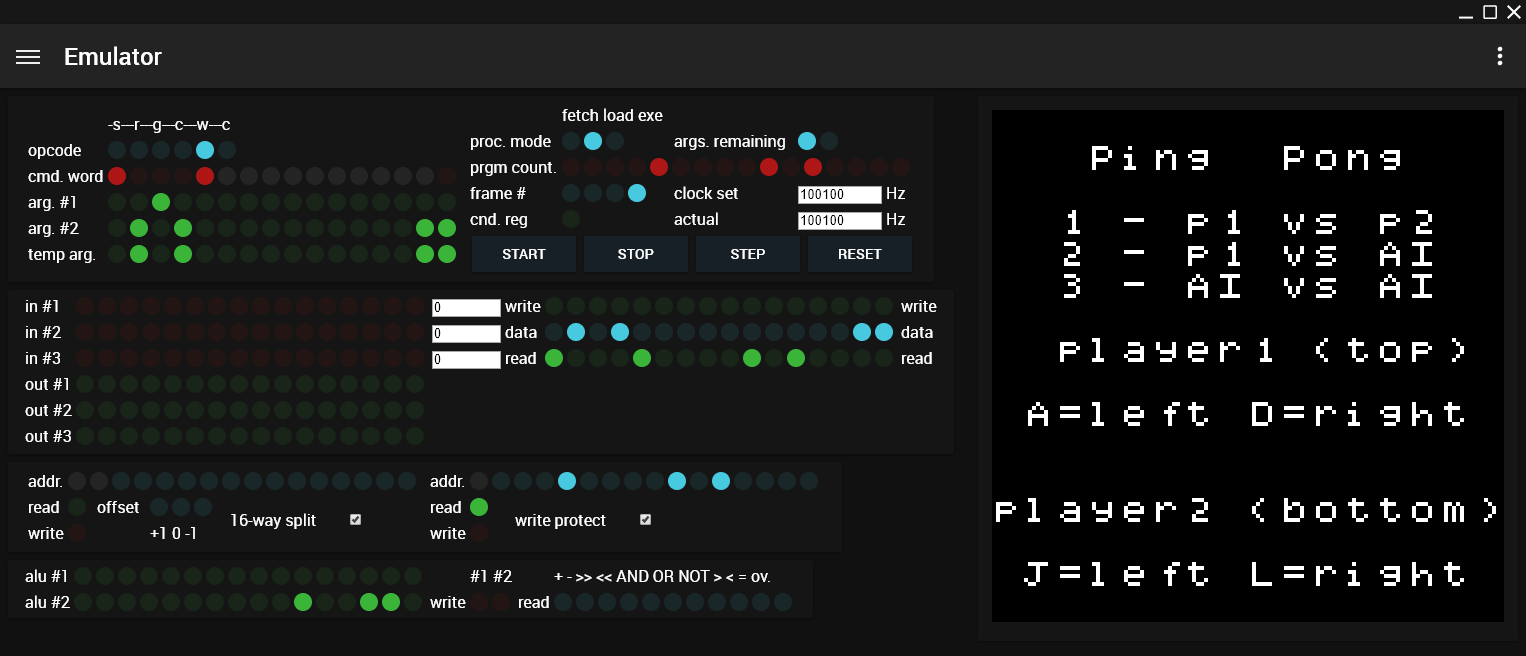 Emulator
-s---r---g---c---w---c
opcode
cmd. word
arg. #1
arg. #2
temp arg.
fetch load exe
proc. mode
args. remaining
prgm count.
frame #
clock set
100100
Hz
cnd. reg
actual
100100
Hz
START
STOP
STEP
RESET
in #1
0
write
write
in #2
0
data
data
in #3
0
read
read
out #1
out #2
out #3
addr.
read
offset
write
+1 0 -1
16-way split
addr.
read
write
write protect
alu #1
alu #2
#1 #2
+ - >> << AND OR NOT > < = ov.
write
read
Ping Pong
1 - p1 vs p2
2 - p1 vs AI
3 - AI vs AI
player1 (top)
A=left D=right
player2 (bottom)
J=left L=right